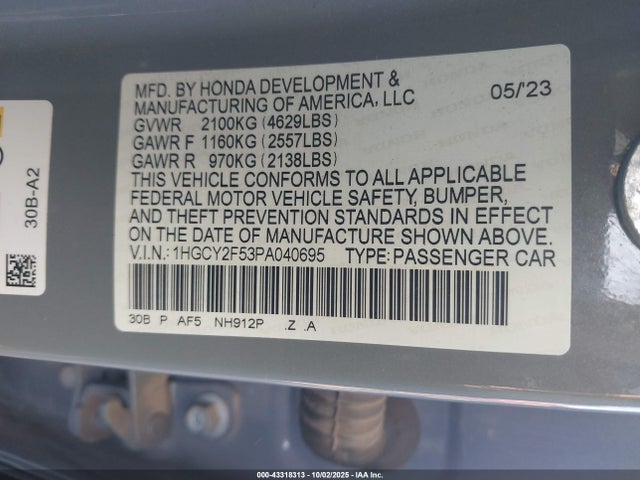 MFD. BY HONDA DEVELOPMENT &
MANUFACTURING OF AMERICA, LLC 05/'23
GVWR 2100KG (4629LBS)
GAWR F 1160KG (2557LBS)
GAWR R 970KG (2138LBS)
THIS VEHICLE CONFORMS TO ALL APPLICABLE
FEDERAL MOTOR VEHICLE SAFETY, BUMPER,
AND THEFT PREVENTION STANDARDS IN EFFECT
ON THE DATE OF MANUFACTURE SHOWN ABOVE.
V.I.N.: 1HGCY2F53PA040695 TYPE: PASSENGER CAR
30B P AF5 NH912P .Z .A
30B-A2
000-43318313 | 10/02/2025 | IAA Inc.